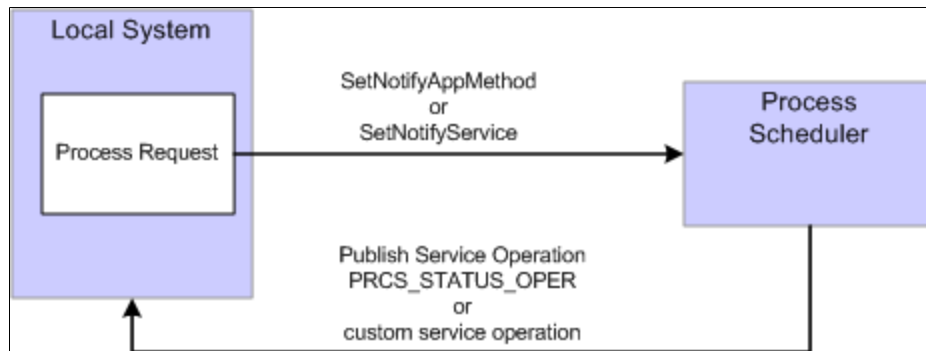 Local System
Process Request
SetNotifyAppMethod
or
SetNotifyService
Process
Scheduler
Publish Service Operation
PRCS_STATUS_OPER
or
custom service operation